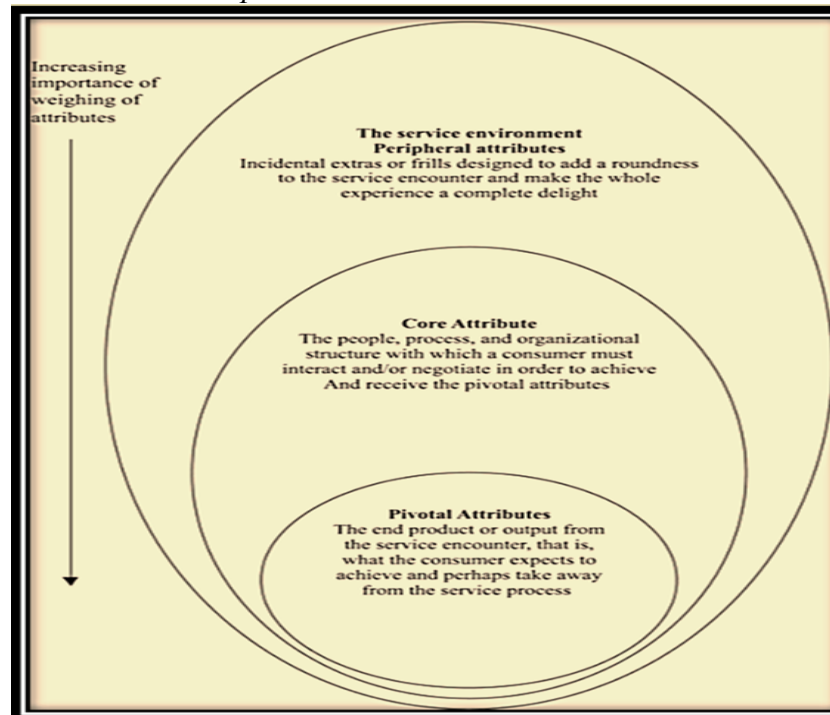 Increasing
importance of
weighing of
attributes
The service environment
Peripheral attributes
Incidental extras or frills designed to add a roundness
to the service encounter and make the whole
experience a complete delight
Core Attribute
The people, process, and organizational
structure with which a consumer must
interact and/or negotiate in order to achieve
And receive the pivotal attributes
Pivotal Attributes
The end product or output from
the service encounter, that is,
what the consumer expects to
achieve and perhaps take away
from the service process